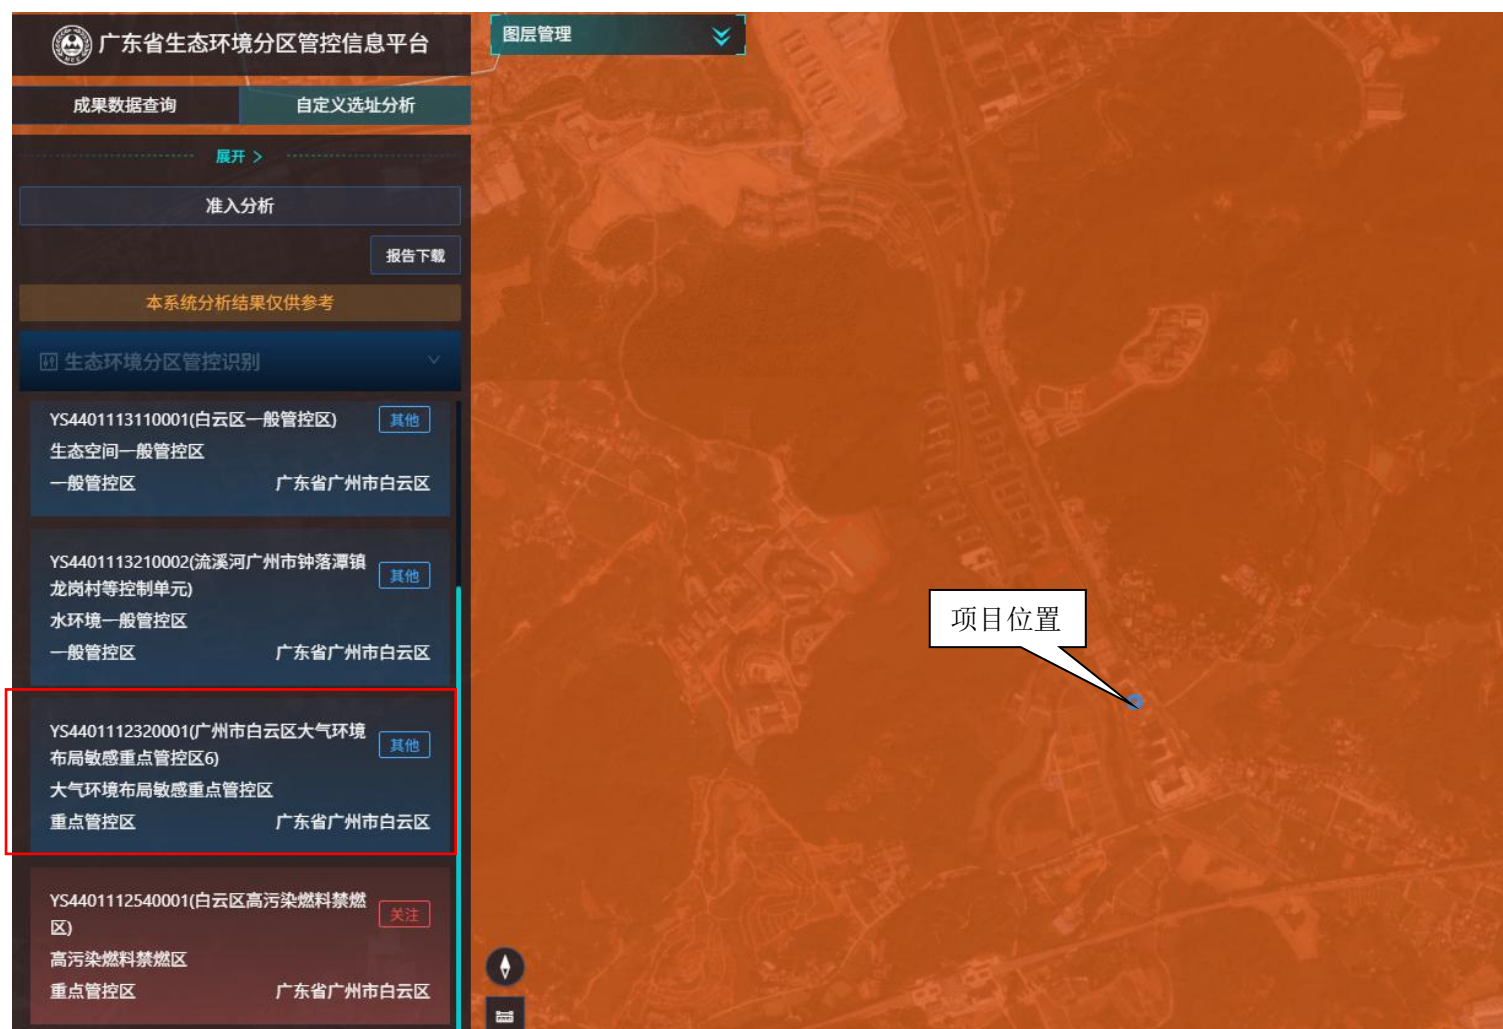 广东省生态环境分区管控信息平台
图层管理
成果数据查询
自定义选址分析
展开 >
准入分析
报告下载
本系统分析结果仅供参考
生态环境分区管控识别
YS4401113110001(白云区一般管控区)
其他
生态空间一般管控区
一般管控区
广东省广州市白云区
YS4401113210002(流溪河广州市钟落潭镇
龙岗村等控制单元)
其他
水环境一般管控区
一般管控区
广东省广州市白云区
项目位置
YS4401112320001(广州市白云区大气环境
布局敏感重点管控区6)
其他
大气环境布局敏感重点管控区
重点管控区
广东省广州市白云区
YS4401112540001(白云区高污染燃料禁燃
区)
关注
高污染燃料禁燃区
重点管控区
广东省广州市白云区